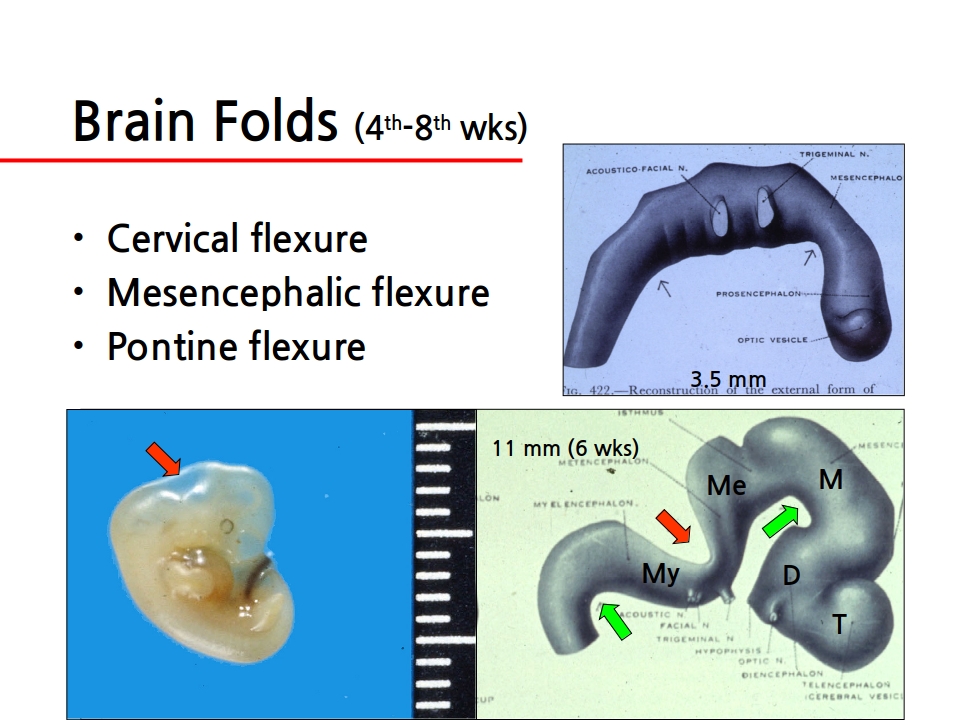 Brain Folds (4th-8th wks)
• Cervical flexure
• Mesencephalic flexure
• Pontine flexure
TRIGEMINAL N.
ACOUSTICO-FACIAL N.
MESENCEPHALO
PROSENCEPHALON
OPTIC VESICLE
3.5 mm
FIG. 422.—Reconstruction of the external form of
ISTHMUS
11 mm (6 wks)
METENCEPHALON
MESENC
Me
M
MYELENCEPHALON.
My
D
ACOUSTIC N.
FACIAL N
T
TRIGEMINAL N
HYPOPHYSIS
OPTIC N.
DIENCEPHALON
TELENCEPHALON
(CEREBRAL VESIC